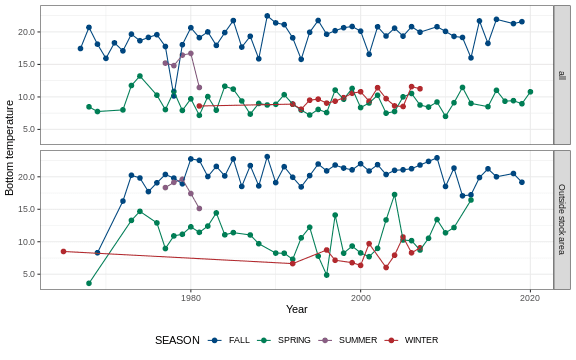 20.0
15.0
10.0
5.0
all
20.0
15.0
10.0
5.0
Outside stock area
Bottom temperature
1980 2000 2020
Year
SEASON FALL SPRING SUMMER WINTER